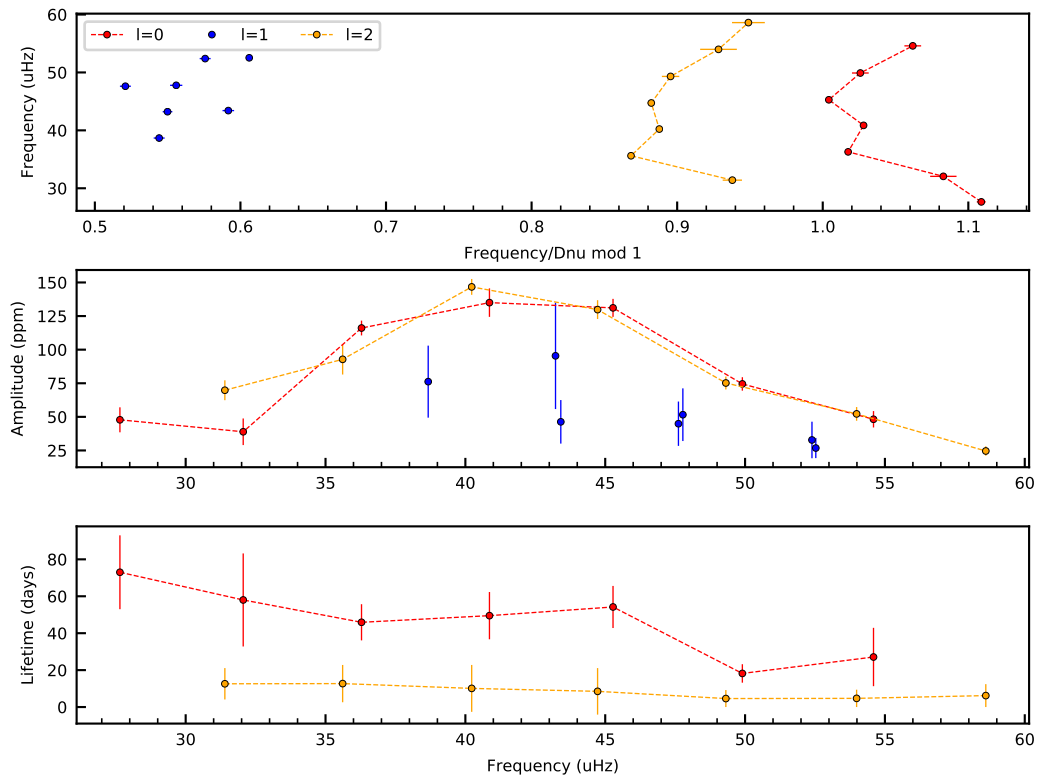 60
50
40
30
Frequency (uHz)
l=0 l=1 l=2
0.5 0.6 0.7 0.8 0.9 1.0 1.1
Frequency/Dnu mod 1
150
125
100
75
50
25
Amplitude (ppm)
30 35 40 45 50 55 60
80
60
40
20
0
Lifetime (days)
30 35 40 45 50 55 60
Frequency (uHz)